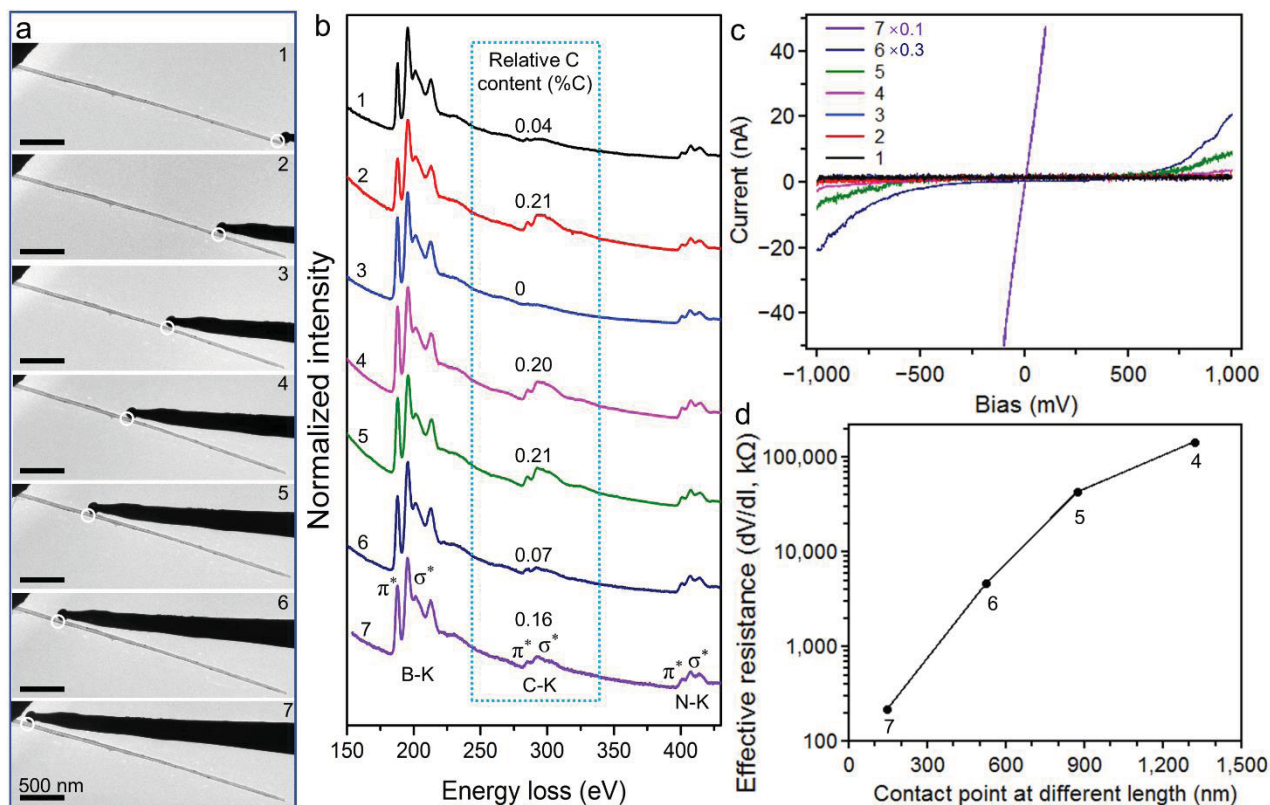 a
1
2
3
4
5
6
7
500 nm
b
Relative C
content (%C)
1
0.04
2
0.21
3
0
4
0.20
5
0.21
6
0.07
π* σ*
7
0.16
π* σ*
π* σ*
B-K
C-K
N-K
Normalized intensity
150 200 250 300 350 400
Energy loss (eV)
c
7 ×0.1
6 ×0.3
5
4
3
2
1
40
20
0
−20
−40
Current (nA)
−1,000 −500 0 500 1,000
Bias (mV)
d
100,000
10,000
1,000
100
Effective resistance (dV/dI, kΩ)
4
5
6
7
0 300 600 900 1,200 1,500
Contact point at different length (nm)